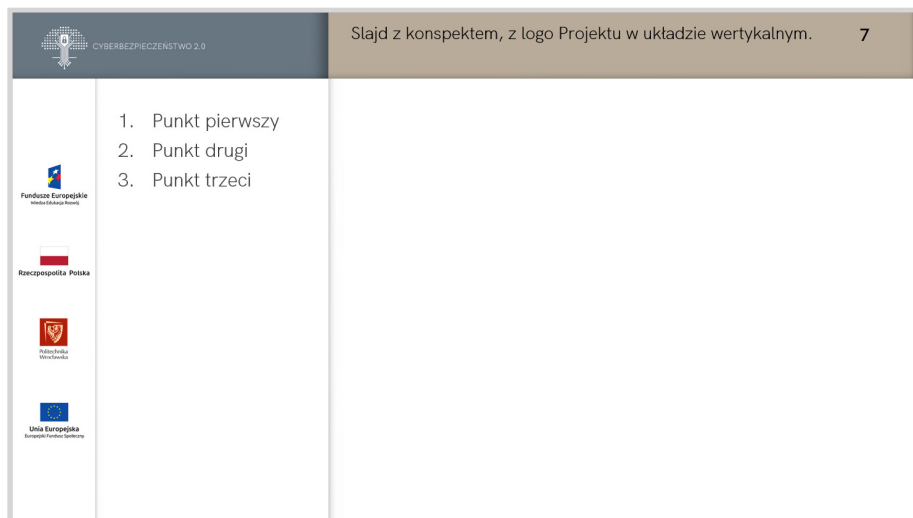 CYBERBEZPIECZEŃSTWO 2.0
Slajd z konspektem, z logo Projektu w układzie wertykalnym.
7
1. Punkt pierwszy
2. Punkt drugi
3. Punkt trzeci
Fundusze Europejskie
Wiedza Edukacja Rozwój
Rzeczpospolita Polska
Politechnika
Wrocławska
Unia Europejska
Europejski Fundusz Społeczny